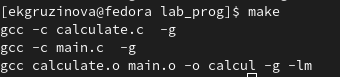 [ekgruzinova@fedora lab_prog]$ make
gcc -c calculate.c -g
gcc -c main.c -g
gcc calculate.o main.o -o calcul -g -lm